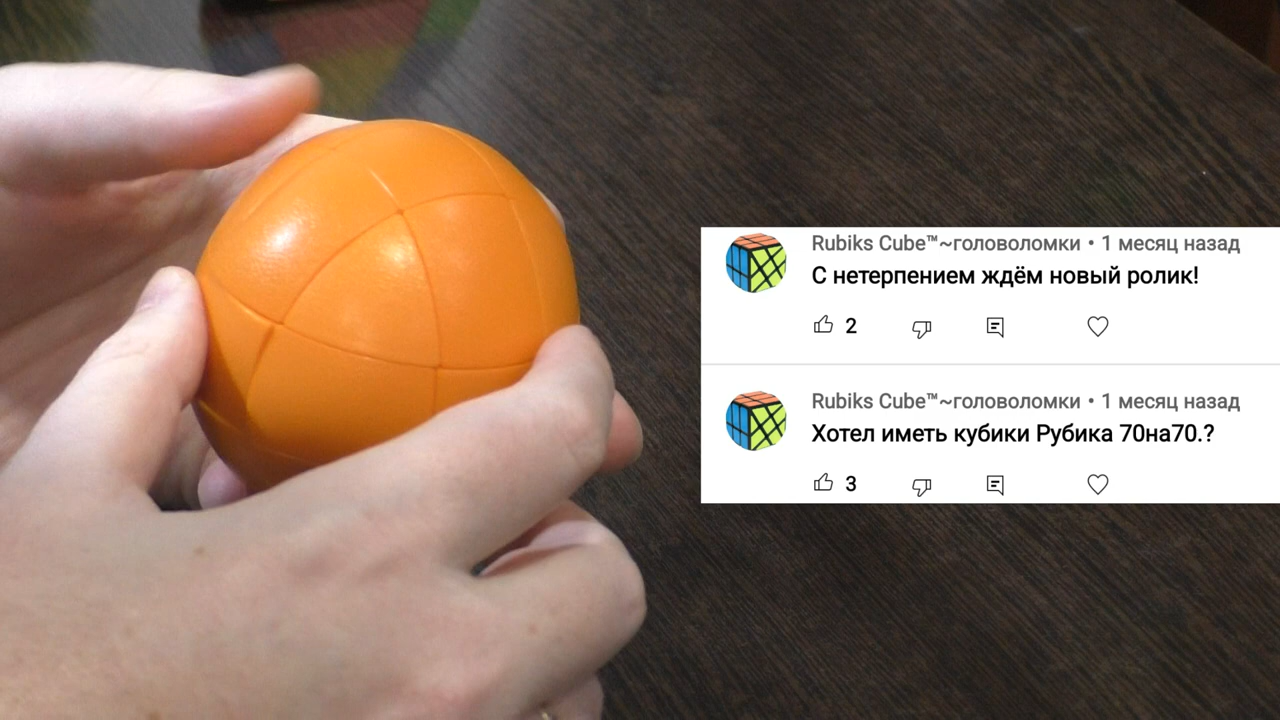 Rubiks Cube™~головоломки • 1 месяц назад
С нетерпением ждём новый ролик!
2
Rubiks Cube™~головоломки • 1 месяц назад
Хотел иметь кубики Рубика 70на70.?
3